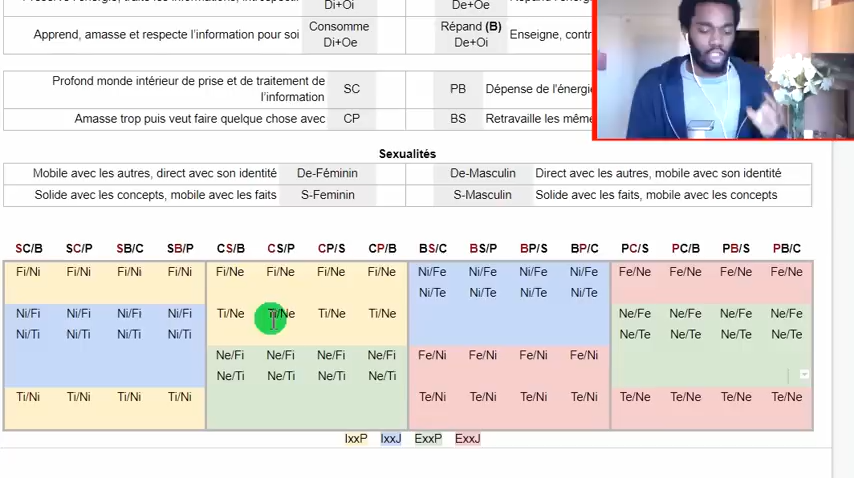 Di+Oi
De+Oe
Apprend, amasse et respecte l'information pour soi
Consomme
Di+Oe
Répand (B)
De+Oi
Enseigne,
Profond monde intérieur de prise et de traitement de
l'information
SC
PB
Dépense de l'énergie
Amasse trop puis veut faire quelque chose avec
CP
BS
Retravaille les
Sexualités
Mobile avec les autres, direct avec son identité
De-Féminin
De-Masculin
Direct avec les autres, mobile avec son identité
Solide avec les concepts, mobile avec les faits
S-Feminin
S-Masculin
Solide avec les faits, mobile avec les concepts
SC/B SC/P SB/C SB/P CS/B CS/P CP/S CP/B BS/C BS/P BP/S BP/C PC/S PC/B PB/S PB/C
Fi/Ni Fi/Ni Fi/Ni Fi/Ni Fi/Ne Fi/Ne Fi/Ne Fi/Ne Ni/Fe Ni/Fe Ni/Fe Ni/Fe Fe/Ne Fe/Ne Fe/Ne Fe/Ne
Ni/Te Ni/Te Ni/Te Ni/Te
Ni/Fi Ni/Fi Ni/Fi Ni/Fi Ti/Ne Ti/Ne Ti/Ne Ti/Ne Ne/Fe Ne/Fe Ne/Fe Ne/Fe
Ni/Ti Ni/Ti Ni/Ti Ni/Ti Ne/Te Ne/Te Ne/Te Ne/Te
Ne/Fi Ne/Fi Ne/Fi Ne/Fi Fe/Ni Fe/Ni Fe/Ni Fe/Ni
Ne/Ti Ne/Ti Ne/Ti Ne/Ti
Ti/Ni Ti/Ni Ti/Ni Ti/Ni Te/Ni Te/Ni Te/Ni Te/Ni Te/Ne Te/Ne Te/Ne Te/Ne
IxxP IxxJ ExxP ExxJ